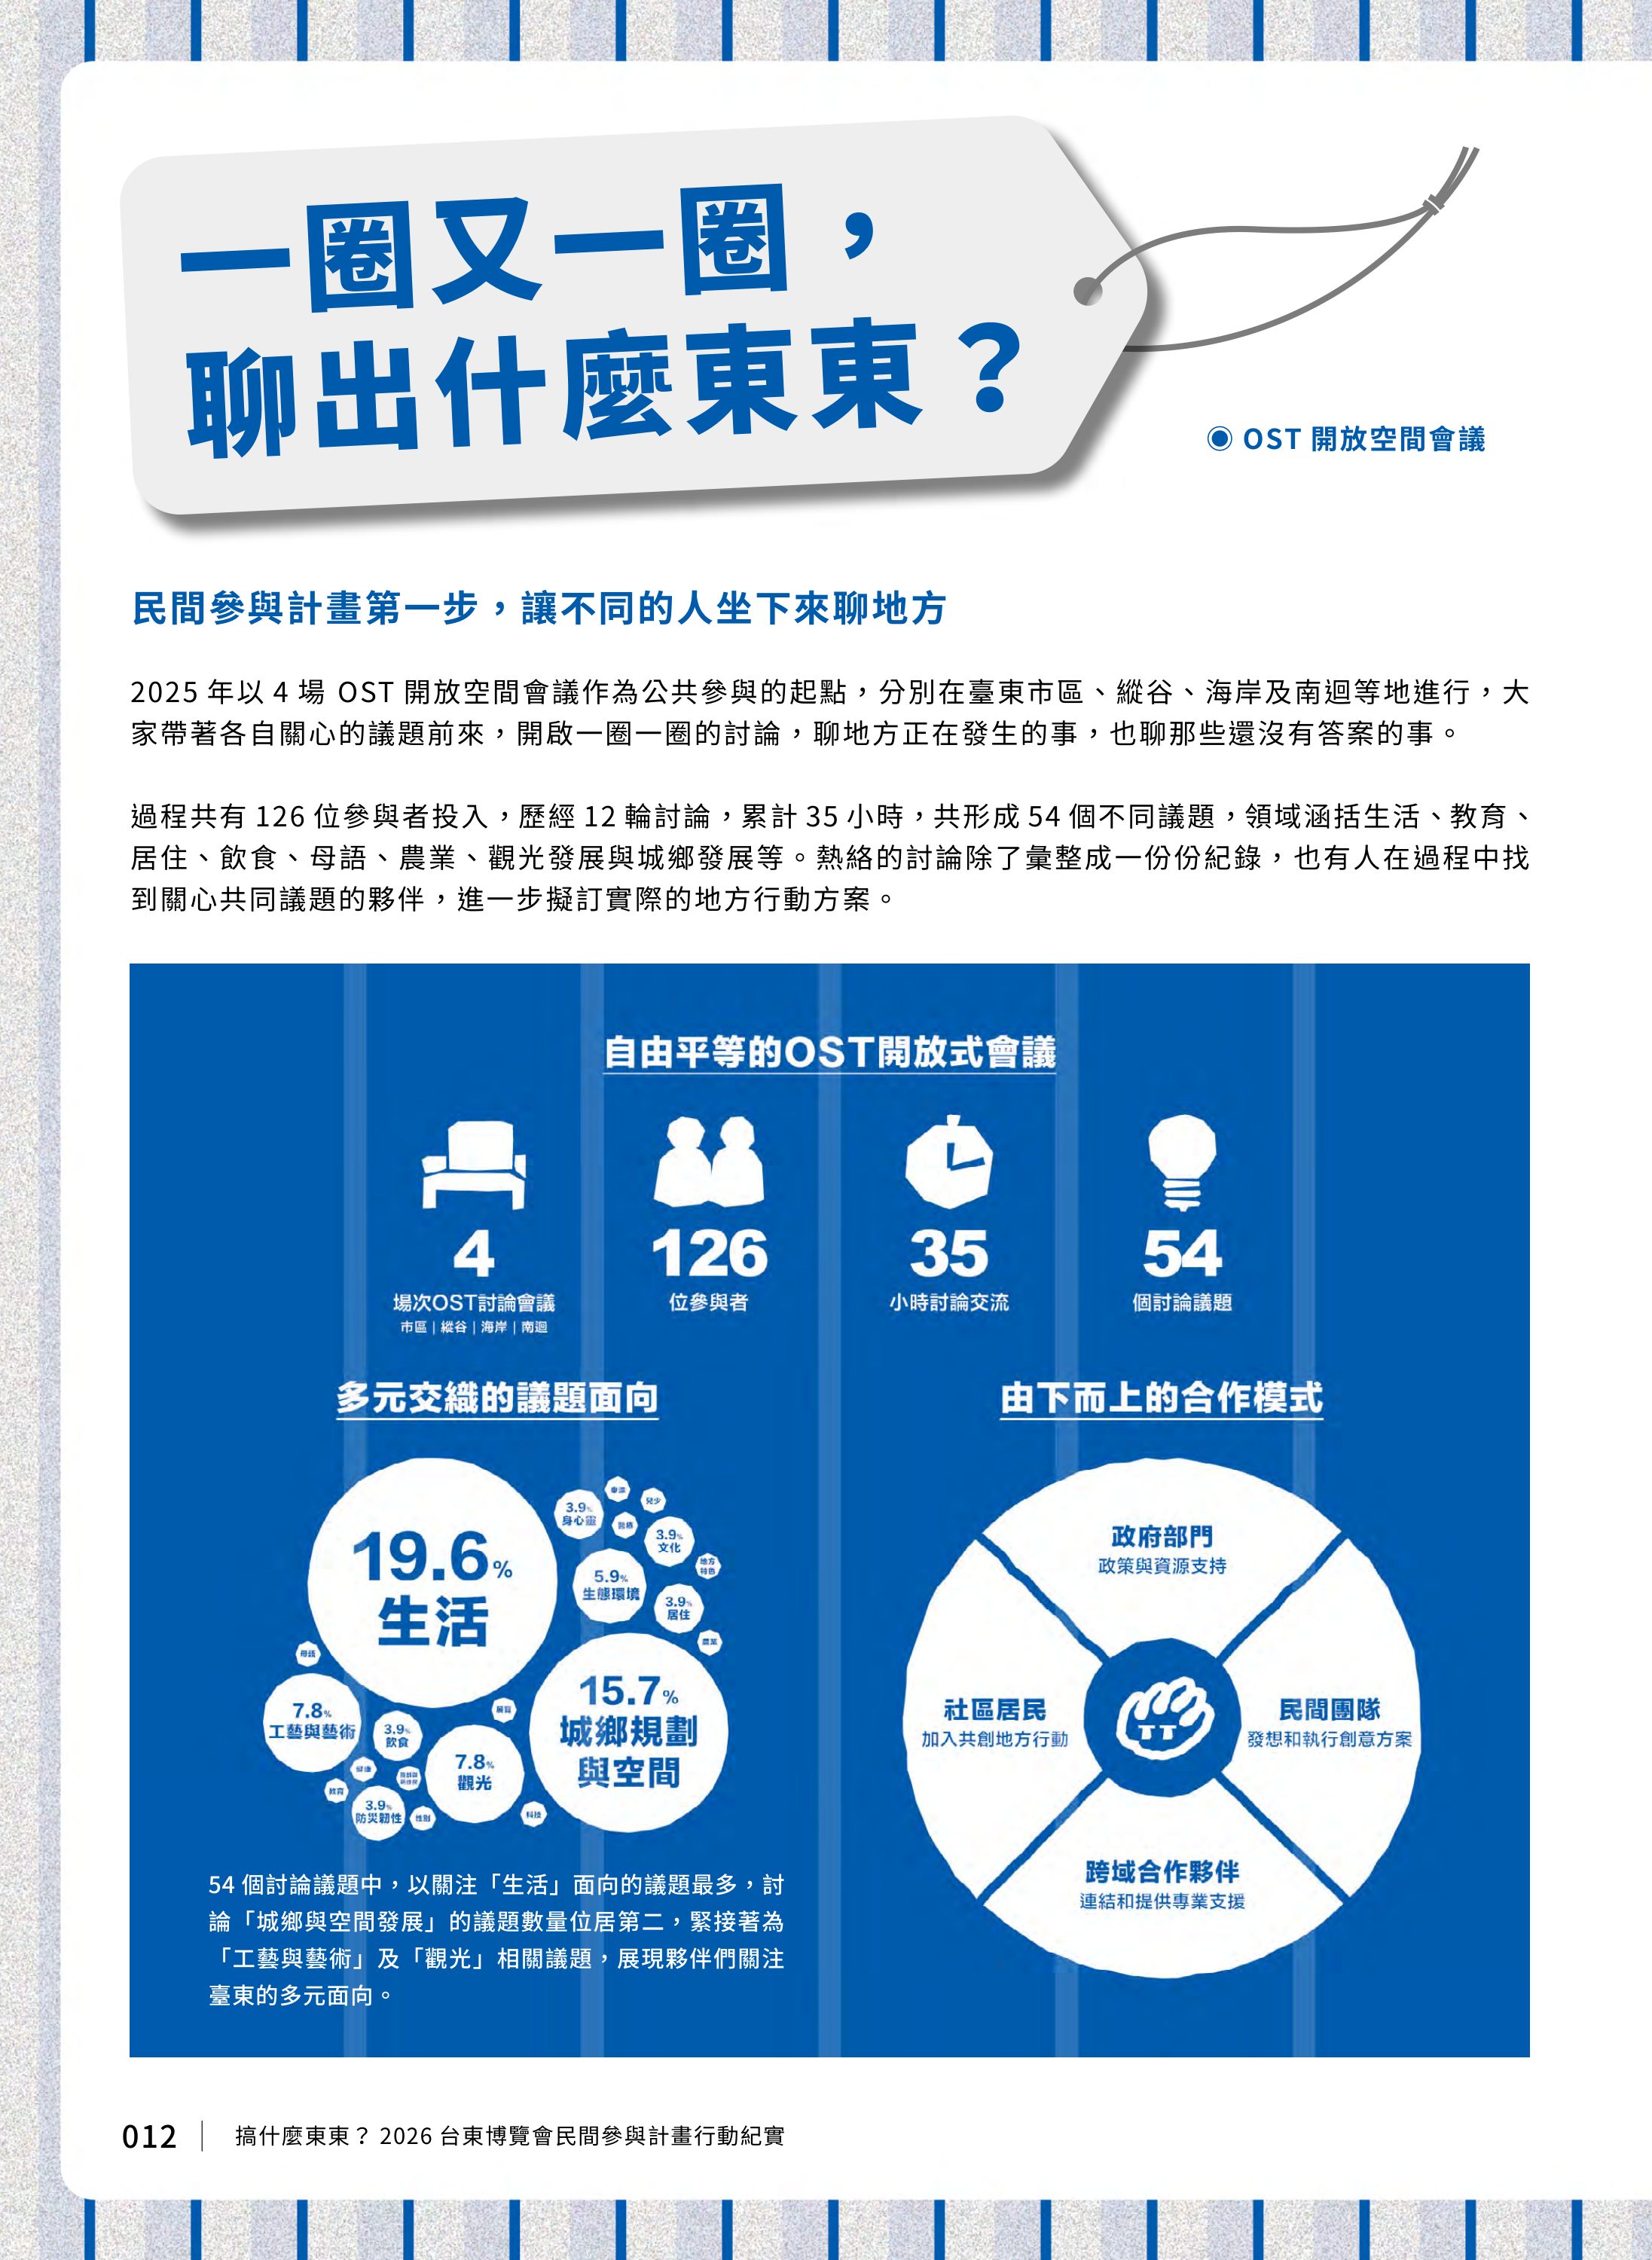 一圈又一圈，
聊出什麼東東？
◉ OST 開放空間會議
民間參與計畫第一步，讓不同的人坐下來聊地方
2025 年以 4 場 OST 開放空間會議作為公共參與的起點，分別在臺東市區、縱谷、海岸及南迴等地進行，大
家帶著各自關心的議題前來，開啟一圈一圈的討論，聊地方正在發生的事，也聊那些還沒有答案的事。
過程共有 126 位參與者投入，歷經 12 輪討論，累計 35 小時，共形成 54 個不同議題，領域涵括生活、教育、
居住、飲食、母語、農業、觀光發展與城鄉發展等。熱絡的討論除了彙整成一份份紀錄，也有人在過程中找
到關心共同議題的夥伴，進一步擬訂實際的地方行動方案。
自由平等的OST開放式會議
4
場次OST討論會議
市區｜縱谷｜海岸｜南迴
126
位參與者
35
小時討論交流
54
個討論議題
多元交織的議題面向
19.6%
生活
3.9%
身心靈
兒少
醫療
3.9%
文化
地方
特色
5.9%
生態環境
3.9%
居住
農業
母語
15.7%
城鄉規劃
與空間
7.8%
工藝與藝術
3.9%
飲食
7.8%
觀光
健康
教育
3.9%
防災韌性
性別
科技
54 個討論議題中，以關注「生活」面向的議題最多，討
論「城鄉與空間發展」的議題數量位居第二，緊接著為
「工藝與藝術」及「觀光」相關議題，展現夥伴們關注
臺東的多元面向。
由下而上的合作模式
政府部門
政策與資源支持
社區居民
加入共創地方行動
民間團隊
發想和執行創意方案
跨域合作夥伴
連結和提供專業支援
012
搞什麼東東？ 2026 台東博覽會民間參與計畫行動紀實